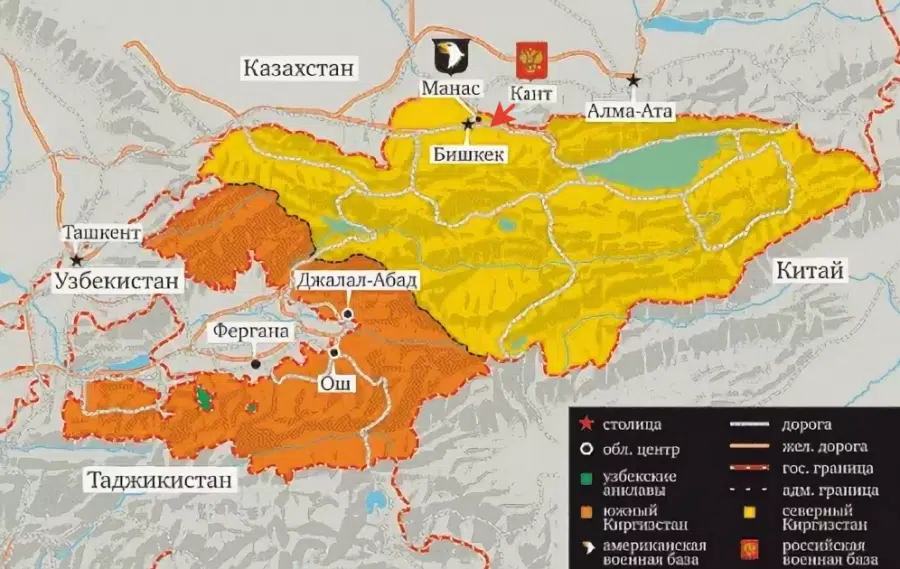 Казахстан
Манас
Кант
Алма-Ата
Бишкек
Ташкент
Узбекистан
Джалал-Абад
Китай
Фергана
Ош
Таджикистан
столица
обл. центр
узбекские
анклавы
южный
Киргизстан
американская
военная база
дорога
жел. дорога
гос. граница
адм. граница
северный
Киргизстан
российская
военная база